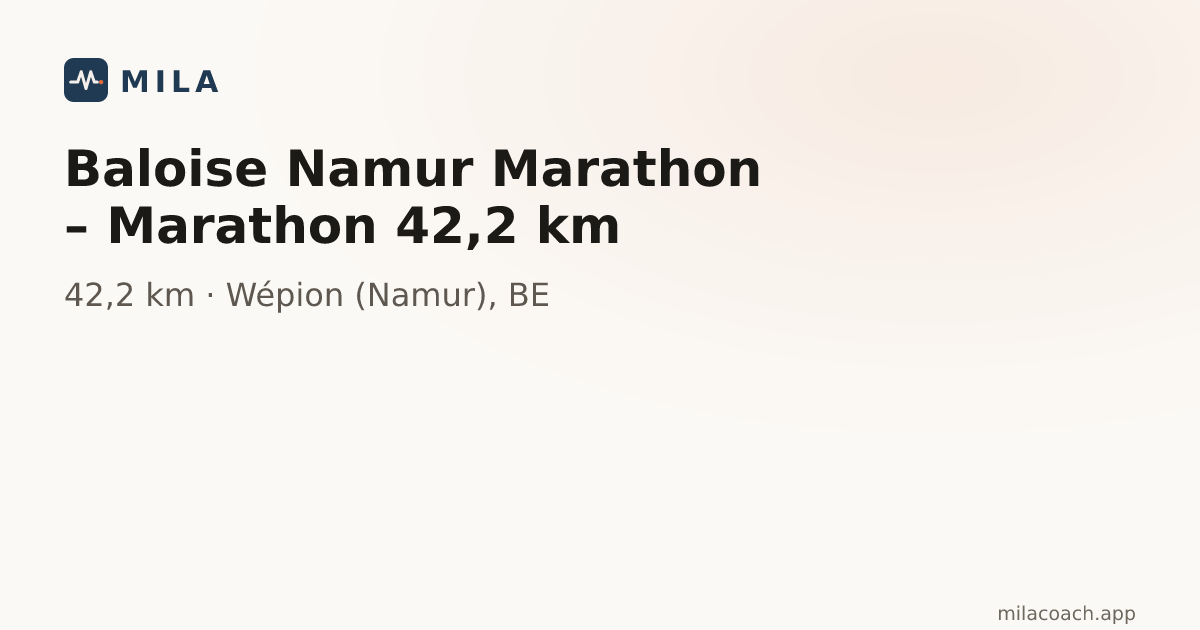 MILA
Baloise Namur Marathon
– Marathon 42,2 km
42,2 km · Wépion (Namur), BE
milacoach.app